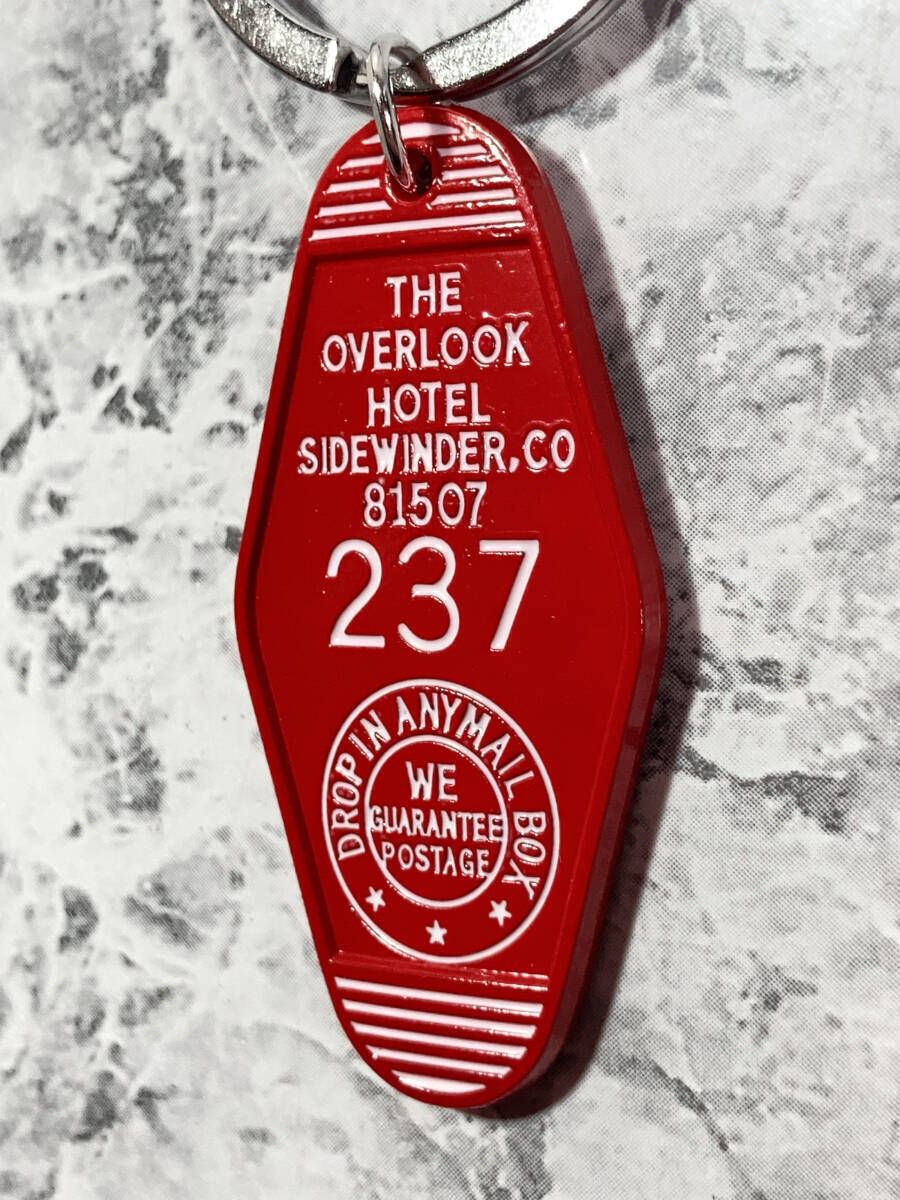 THE
OVERLOOK
HOTEL
SIDEWINDER, CO
81507
237
DROP IN ANY MAIL BOX
WE
GUARANTEE
POSTAGE